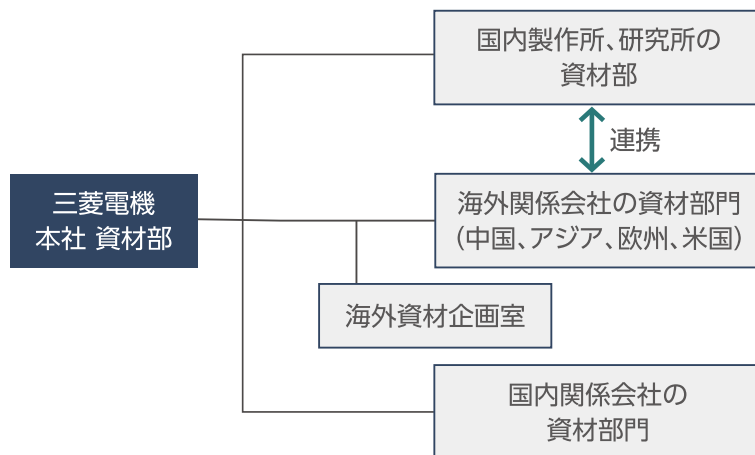 国内製作所、研究所の
資材部
連携
三菱電機
本社 資材部
海外関係会社の資材部門
（中国、アジア、欧州、米国）
海外資材企画室
国内関係会社の
資材部門